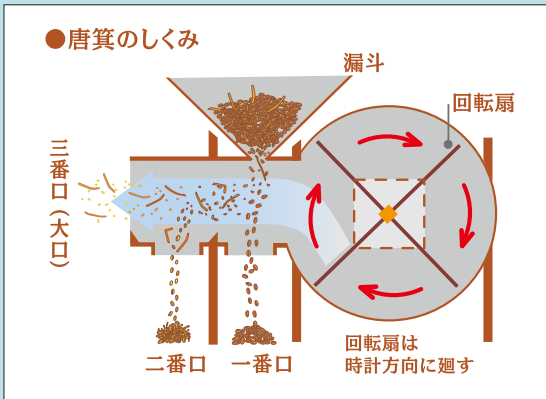 ●唐箕のしくみ
漏斗
回転扇
三番口(大口)
二番口
一番口
回転扇は
時計方向に廻す